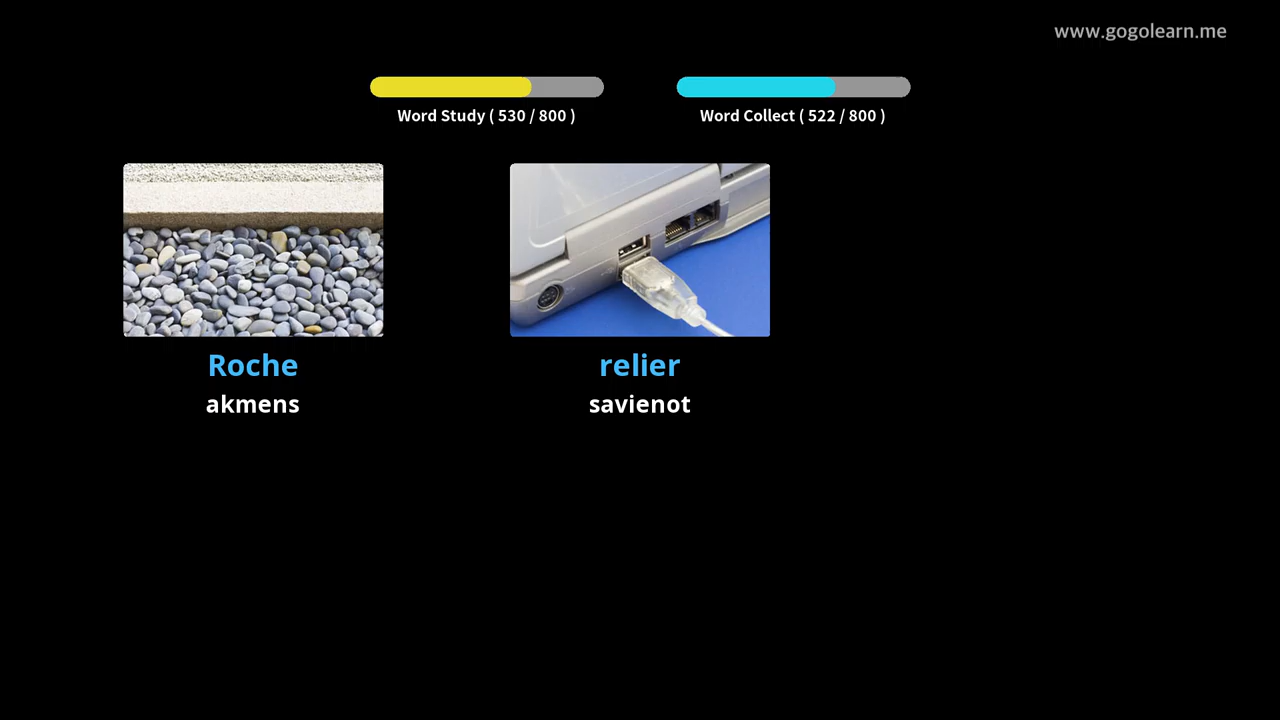 www.gogolearn.me
Word Study ( 530 / 800 )
Word Collect ( 522 / 800 )
Roche
akmens
relier
savienot